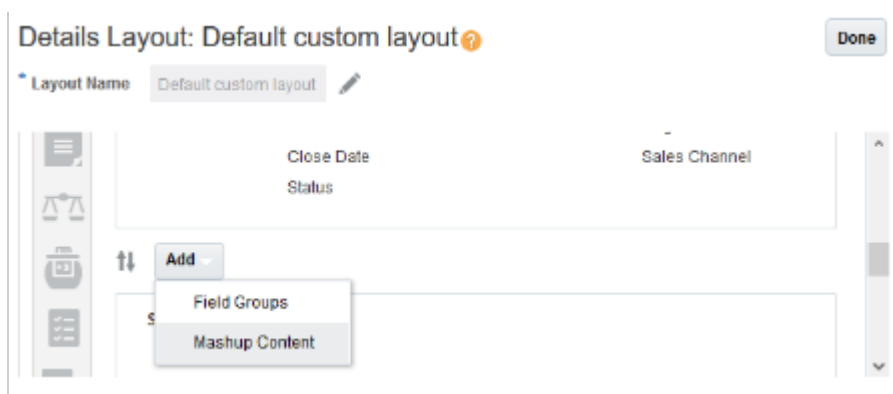 Details Layout: Default custom layout
Done
* Layout Name Default custom layout
Close Date Sales Channel
Status
Add
Field Groups
Mashup Content